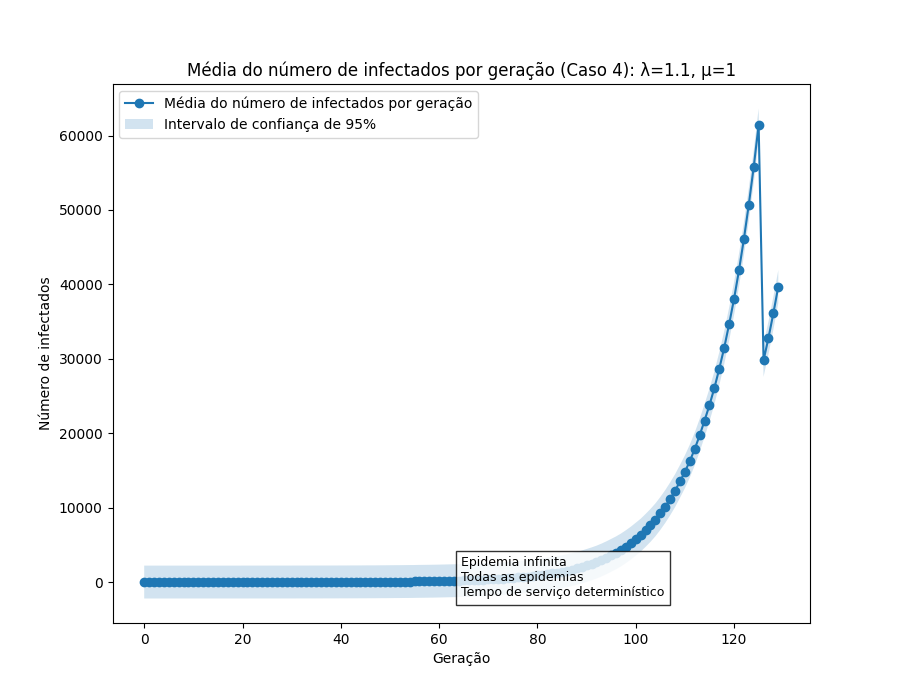 Média do número de infectados por geração (Caso 4): λ=1.1, μ=1
Média do número de infectados por geração
Intervalo de confiança de 95%
60000
50000
40000
30000
20000
10000
0
Número de infectados
Epidemia infinita
Todas as epidemias
Tempo de serviço determinístico
0 20 40 60 80 100 120
Geração